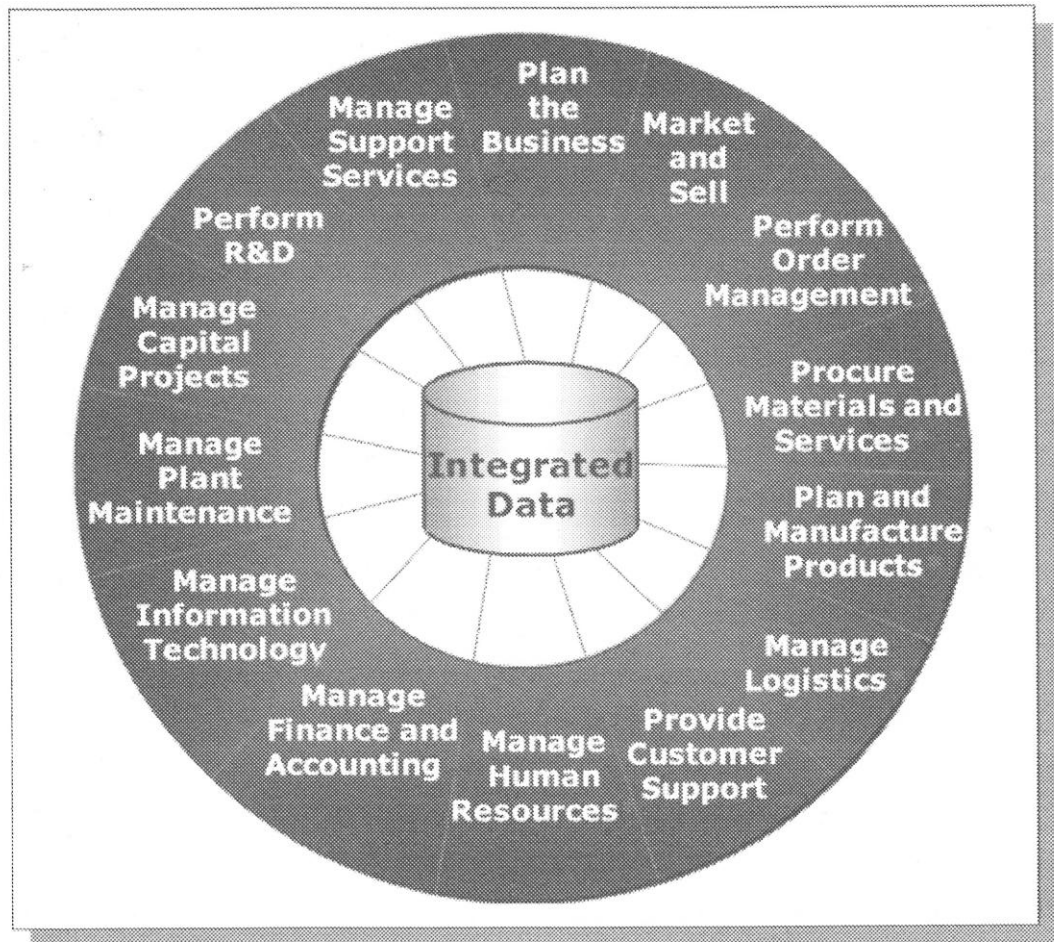 Plan
the
Business
Market
and
Sell
Perform
Order
Management
Procure
Materials and
Services
Plan and
Manufacture
Products
Manage
Logistics
Provide
Customer
Support
Manage
Human
Resources
Manage
Finance and
Accounting
Manage
Information
Technology
Manage
Plant
Maintenance
Manage
Capital
Projects
Perform
R&D
Manage
Support
Services
Integrated
Data